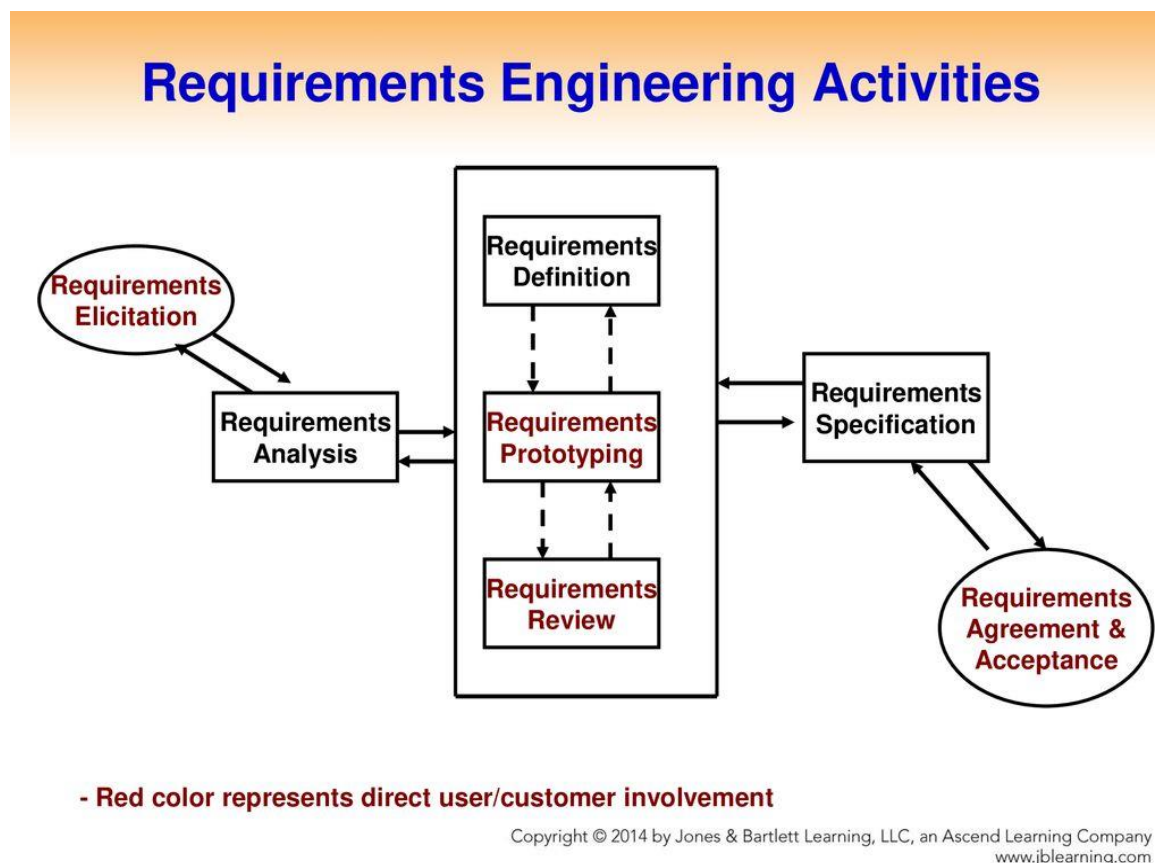 Requirements Engineering Activities
Requirements
Definition
Requirements
Elicitation
Requirements
Analysis
Requirements
Prototyping
Requirements
Specification
Requirements
Review
Requirements
Agreement &
Acceptance
- Red color represents direct user/customer involvement
Copyright © 2014 by Jones & Bartlett Learning, LLC, an Ascend Learning Company
www.jblearning.com